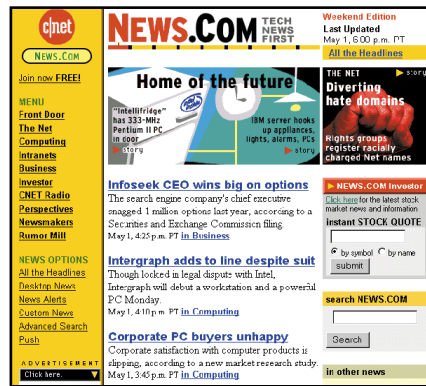 c|net
NEWS.COM
Join now FREE!
MENU
Front Door
The Net
Computing
Intranets
Business
Investor
CNET Radio
Perspectives
Newsmakers
Rumor Mill
NEWS OPTIONS
All the Headlines
Desktop News
News Alerts
Custom News
Advanced Search
Push
ADVERTISEMENT
Click here.
NEWS.COM
TECH
NEWS
FIRST
Weekend Edition
Last Updated
May 1, 6:00 p.m. PT
All the Headlines
Home of the future
"Intellifridge"
has 333-MHz
Pentium II PC
in door
story
IBM server hooks
up appliances,
lights, alarms, PCs
story
THE NET
story
Diverting
hate domains
Rights groups
register racially
charged Net names
Infoseek CEO wins big on options
The search engine company's chief executive
snagged 1 million options last year, according to a
Securities and Exchange Commission filing.
May 1, 4:25 p.m. PT in Business
Intergraph adds to line despite suit
Though locked in legal dispute with Intel,
Intergraph will debut a workstation and a powerful
PC Monday.
May 1, 4:10 p.m. PT in Computing
Corporate PC buyers unhappy
Corporate satisfaction with computer products is
slipping, according to a new market research study.
May 1, 3:45 p.m. PT in Computing
NEWS.COM Investor
Click here for the latest stock
market news and information
instant STOCK QUOTE
by symbol by name
submit
search NEWS.COM
Search
in other news